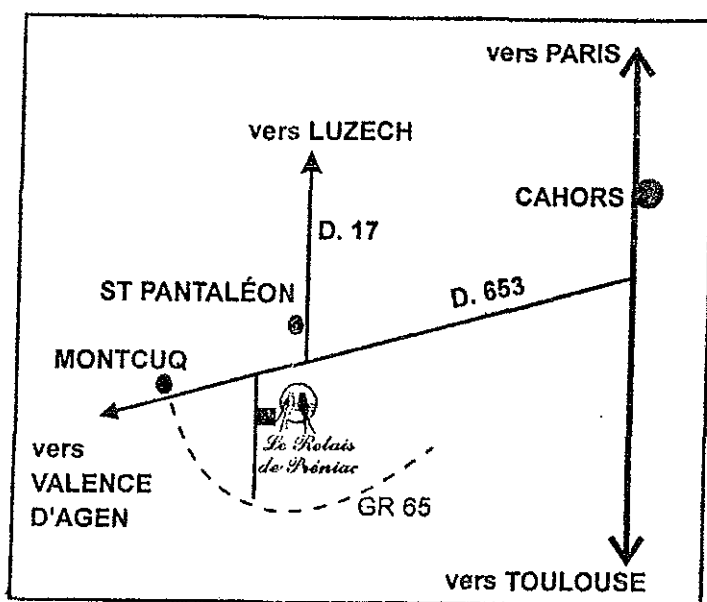 vers PARIS
vers LUZECH
CAHORS
D. 17
D. 653
ST PANTALÉON
MONTCUQ
Le Relais
de Préniac
vers
VALENCE
D'AGEN
GR 65
vers TOULOUSE